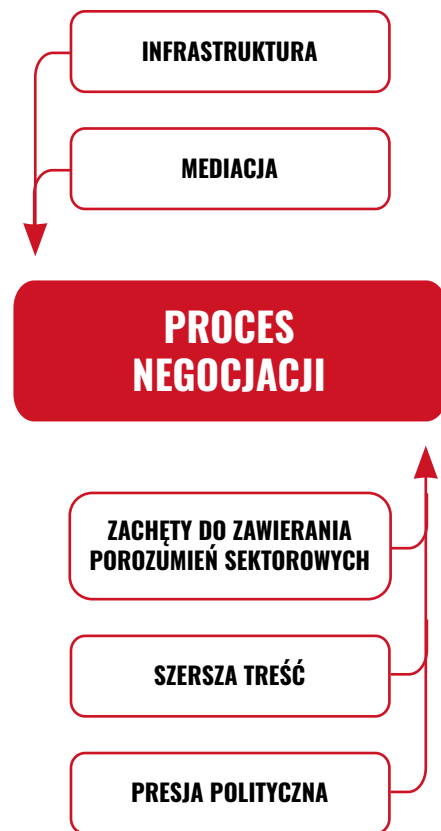 INFRASTRUKTURA
MEDIACJA
PROCES
NEGOCJACJI
ZACHĘTY DO ZAWIERANIA
POROZUMIEŃ SEKTOROWYCH
SZERSZA TREŚĆ
PRESJA POLITYCZNA